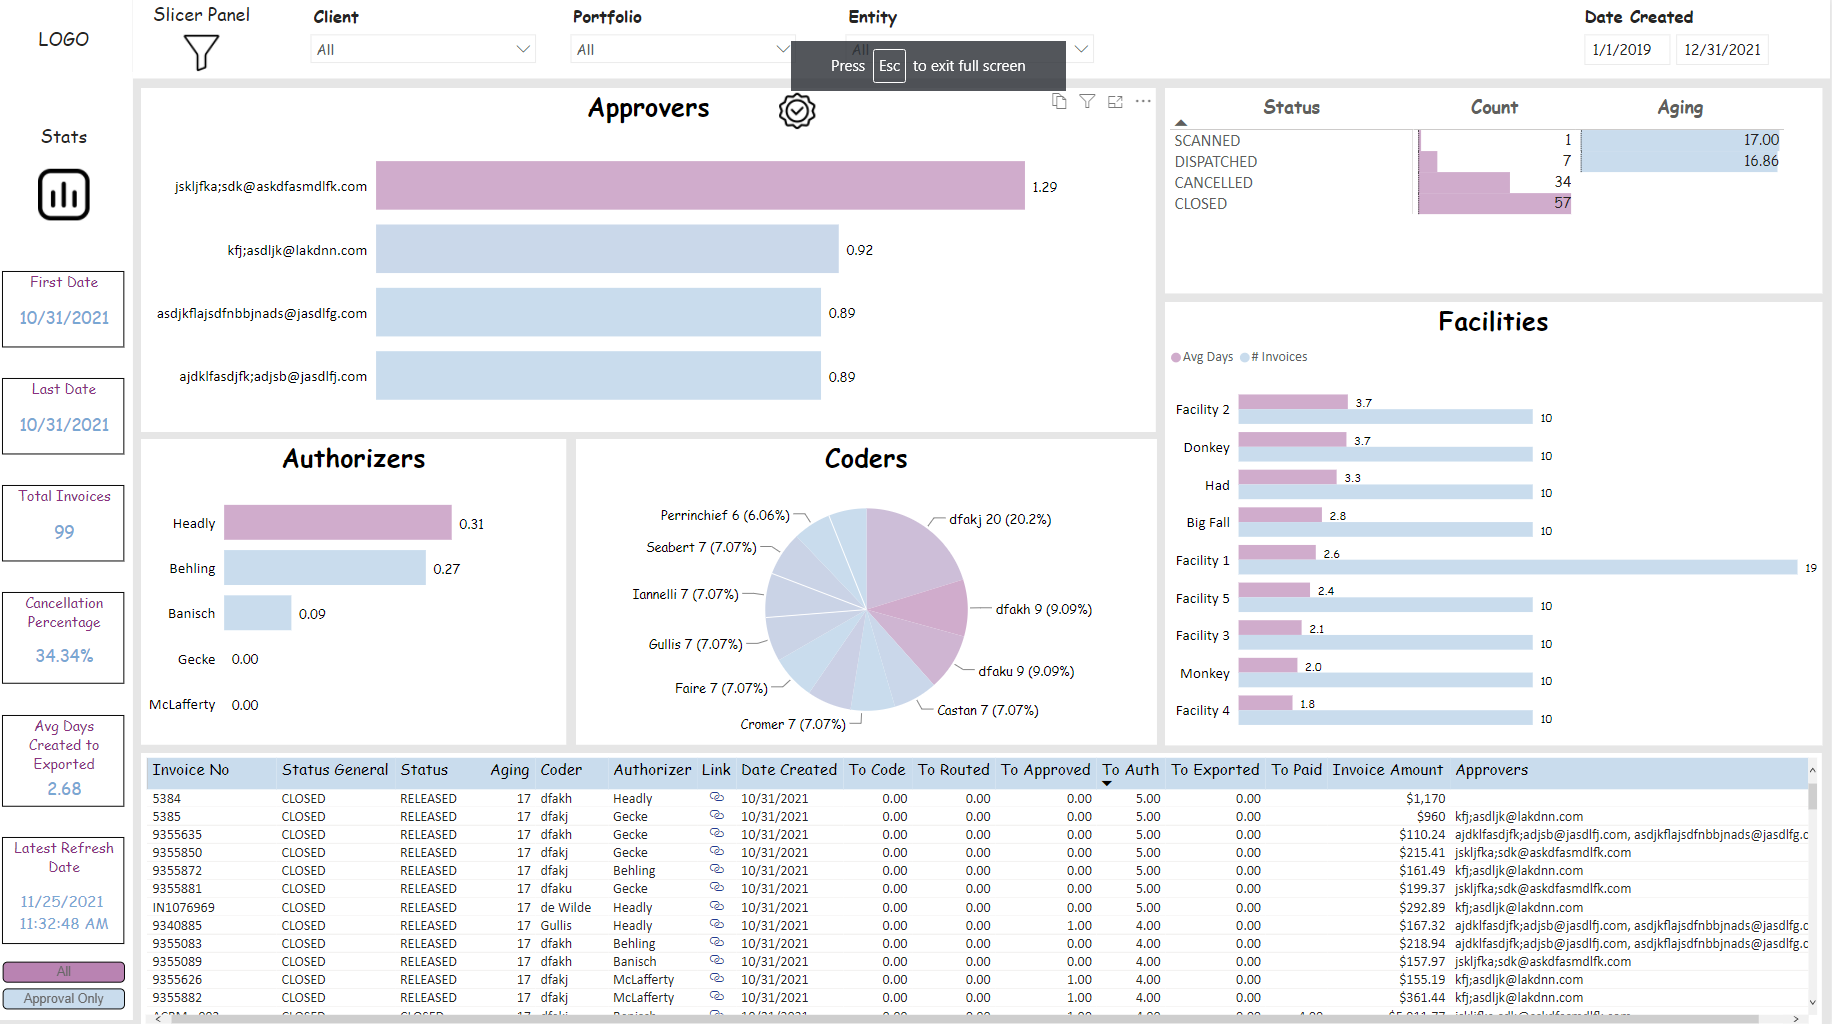 LOGO
Slicer Panel
Client
All
Portfolio
All
Entity
All
Date Created
1/1/2019
12/31/2021
Press Esc to exit full screen
Stats
First Date
10/31/2021
Last Date
10/31/2021
Total Invoices
99
Cancellation
Percentage
34.34%
Avg Days
Created to
Exported
2.68
Latest Refresh
Date
11/25/2021
11:32:48 AM
All
Approval Only
Approvers
jskljfka;sdk@askdfasmdlfk.com 1.29
kfj;asdljk@lakdnn.com 0.92
asdjkflajsdfnbbjnads@jasdlfg.com 0.89
ajdklfasdjfk;adjsb@jasdlfj.com 0.89
Status Count Aging
SCANNED 1 17.00
DISPATCHED 7 16.86
CANCELLED 34
CLOSED 57
Authorizers
Headly 0.31
Behling 0.27
Banisch 0.09
Gecke 0.00
McLafferty 0.00
Coders
Perrinchief 6 (6.06%)
dfakj 20 (20.2%)
Seabert 7 (7.07%)
Iannelli 7 (7.07%)
dfakh 9 (9.09%)
Gullis 7 (7.07%)
dfaku 9 (9.09%)
Faire 7 (7.07%)
Castan 7 (7.07%)
Cromer 7 (7.07%)
Facilities
Avg Days # Invoices
Facility 2 3.7 10
Donkey 3.7 10
Had 3.3 10
Big Fall 2.8 10
Facility 1 2.6 19
Facility 5 2.4 10
Facility 3 2.1 10
Monkey 2.0 10
Facility 4 1.8 10
Invoice No Status General Status Aging Coder Authorizer Link Date Created To Code To Routed To Approved To Auth To Exported To Paid Invoice Amount Approvers
5384 CLOSED RELEASED 17 dfakh Headly 10/31/2021 0.00 0.00 0.00 5.00 0.00 $1,170
5385 CLOSED RELEASED 17 dfakj Gecke 10/31/2021 0.00 0.00 0.00 5.00 0.00 $960 kfj;asdljk@lakdnn.com
9355635 CLOSED RELEASED 17 dfakh Gecke 10/31/2021 0.00 0.00 0.00 5.00 0.00 $110.24 ajdklfasdjfk;adjsb@jasdlfj.com, asdjkflajsdfnbbjnads@jasdlfg.c
9355850 CLOSED RELEASED 17 dfakj Gecke 10/31/2021 0.00 0.00 0.00 5.00 0.00 $215.41 jskljfka;sdk@askdfasmdlfk.com
9355872 CLOSED RELEASED 17 dfakj Behling 10/31/2021 0.00 0.00 0.00 5.00 0.00 $161.49 kfj;asdljk@lakdnn.com
9355881 CLOSED RELEASED 17 dfaku Gecke 10/31/2021 0.00 0.00 0.00 5.00 0.00 $199.37 jskljfka;sdk@askdfasmdlfk.com
IN1076969 CLOSED RELEASED 17 de Wilde Headly 10/31/2021 0.00 0.00 0.00 5.00 0.00 $292.89 kfj;asdljk@lakdnn.com
9340885 CLOSED RELEASED 17 Gullis Headly 10/31/2021 0.00 0.00 1.00 4.00 0.00 $167.32 ajdklfasdjfk;adjsb@jasdlfj.com, asdjkflajsdfnbbjnads@jasdlfg.c
9355083 CLOSED RELEASED 17 dfakh Behling 10/31/2021 0.00 0.00 0.00 4.00 0.00 $218.94 ajdklfasdjfk;adjsb@jasdlfj.com, asdjkflajsdfnbbjnads@jasdlfg.c
9355089 CLOSED RELEASED 17 dfakh Banisch 10/31/2021 0.00 0.00 0.00 4.00 0.00 $157.97 jskljfka;sdk@askdfasmdlfk.com
9355626 CLOSED RELEASED 17 dfakj McLafferty 10/31/2021 0.00 0.00 1.00 4.00 0.00 $155.19 kfj;asdljk@lakdnn.com
9355882 CLOSED RELEASED 17 dfakj McLafferty 10/31/2021 0.00 0.00 1.00 4.00 0.00 $361.44 kfj;asdljk@lakdnn.com